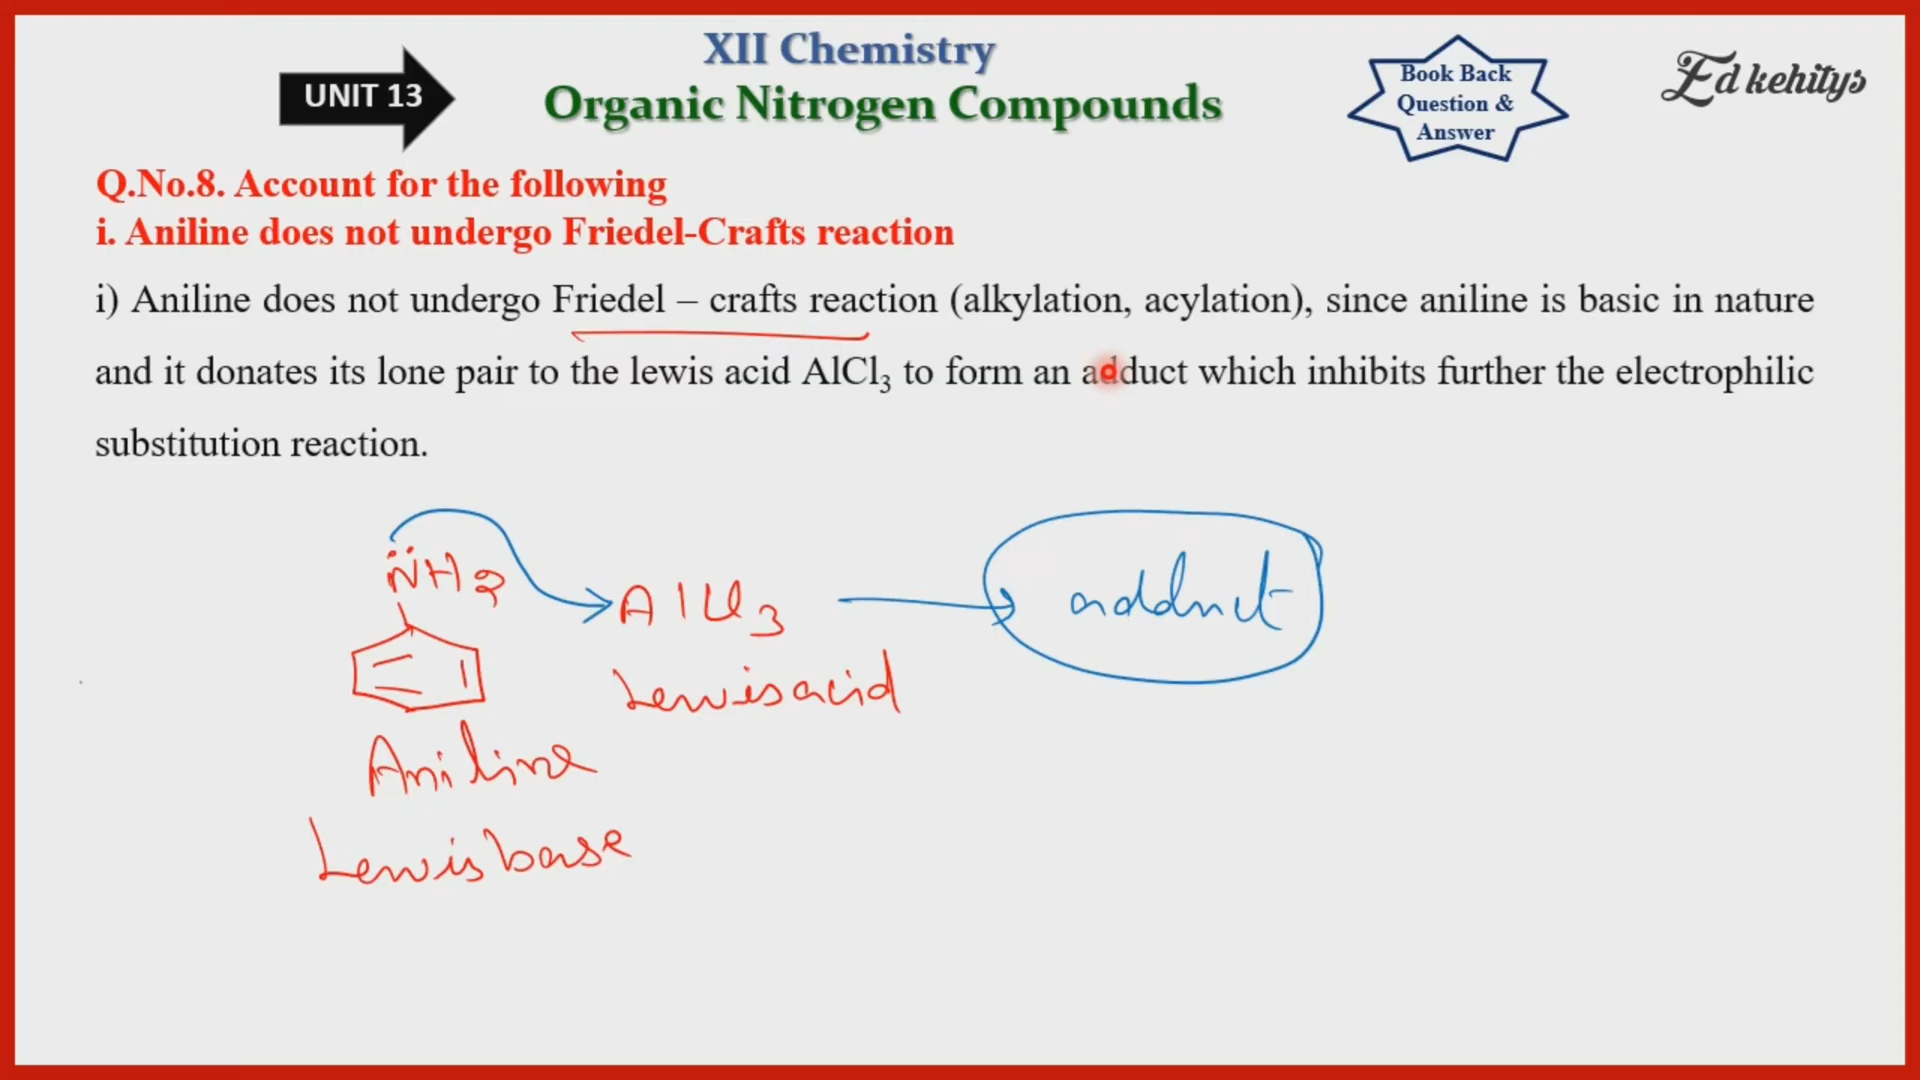 XII Chemistry
UNIT 13
Organic Nitrogen Compounds
Book Back
Question &
Answer
Ed kehitys
Q.No.8. Account for the following
i. Aniline does not undergo Friedel-Crafts reaction
i) Aniline does not undergo Friedel – crafts reaction (alkylation, acylation), since aniline is basic in nature
and it donates its lone pair to the lewis acid AlCl₃ to form an adduct which inhibits further the electrophilic
substitution reaction.
NH₂
AlCl₃
adduct
Lewis acid
Aniline
Lewis base